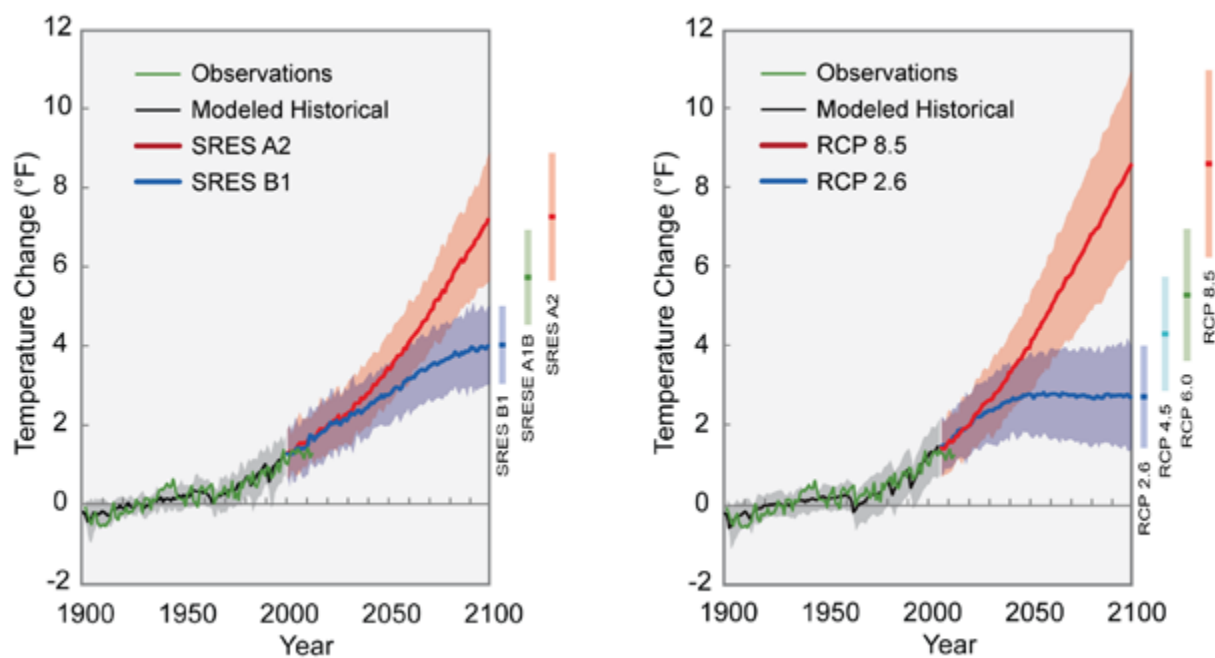 12
10
8
6
4
2
0
-2
Temperature Change (°F)
Observations
Modeled Historical
SRES A2
SRES B1
1900
1950
2000
2050
2100
Year
SRES B1
SRESE A1B
SRES A2
12
10
8
6
4
2
0
-2
Temperature Change (°F)
Observations
Modeled Historical
RCP 8.5
RCP 2.6
1900
1950
2000
2050
2100
Year
RCP 2.6
RCP 4.5
RCP 6.0
RCP 8.5